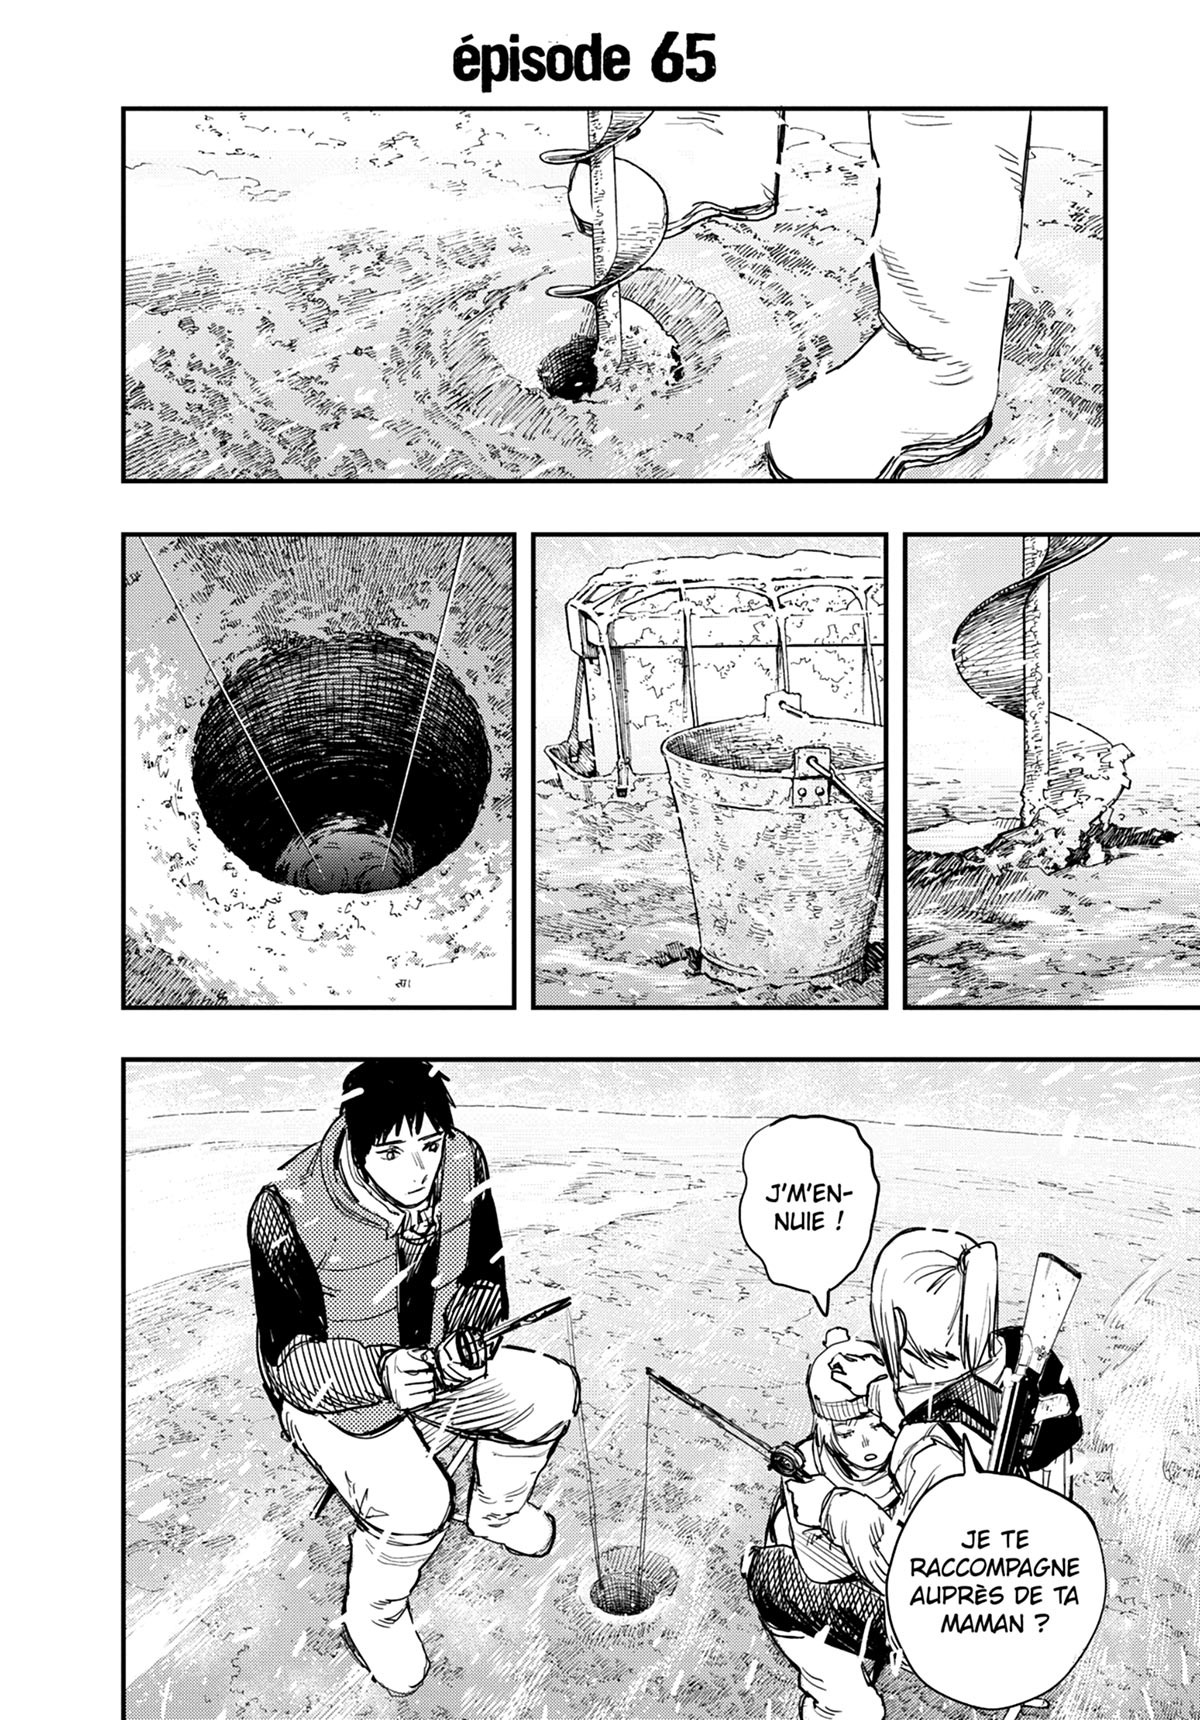 épisode 65
J'M'EN-
NUIE !
JE TE
RACCOMPAGNE
AUPRÈS DE TA
MAMAN ?